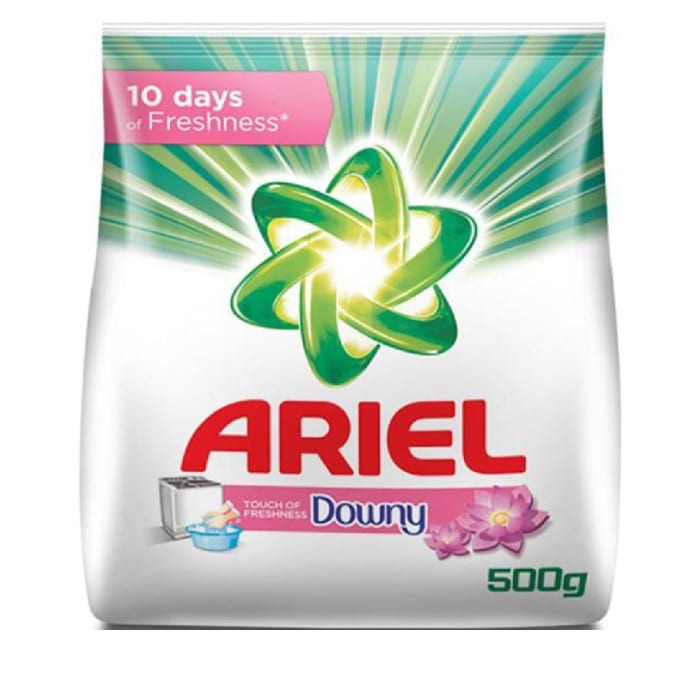 10 days
of Freshness*
ARIEL
TOUCH OF
FRESHNESS
Downy
500g